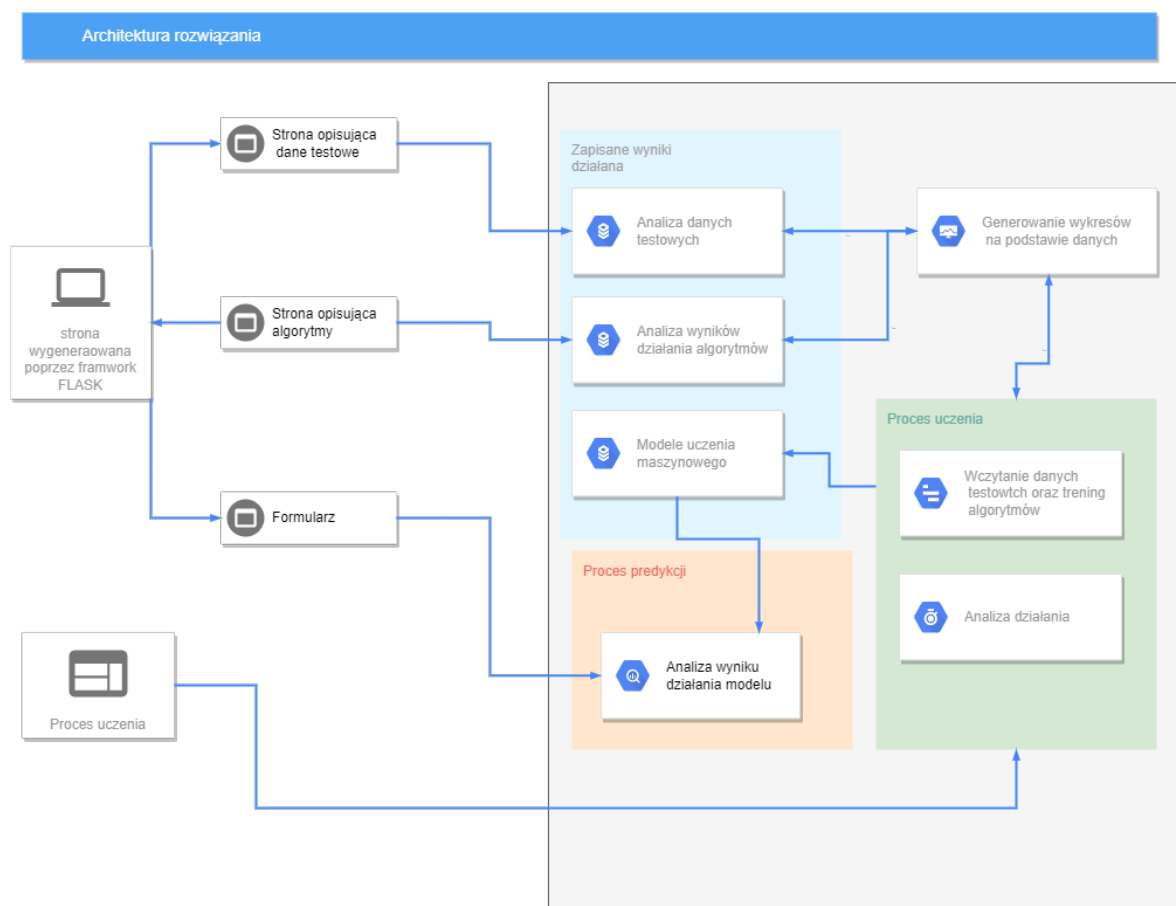 Architektura rozwiązania
Strona opisująca
dane testowe
strona
wygeneraowana
poprzez framwork
FLASK
Strona opisująca
algorytmy
Formularz
Proces uczenia
Zapisane wyniki
działana
Analiza danych
testowych
Analiza wyników
działania algorytmów
Modele uczenia
maszynowego
Generowanie wykresów
na podstawie danych
Proces predykcji
Analiza wyniku
działania modelu
Proces uczenia
Wczytanie danych
testowtch oraz trening
algorytmów
Analiza działania